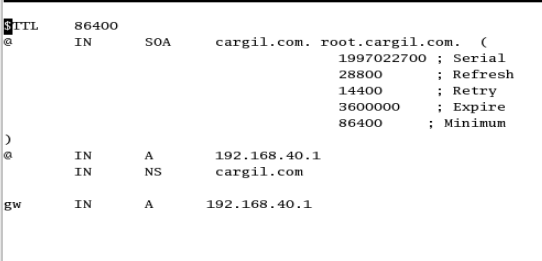 $TTL    86400
@       IN      SOA     cargil.com. root.cargil.com.  (
                                1997022700 ; Serial
                                28800      ; Refresh
                                14400      ; Retry
                                3600000    ; Expire
                                86400     ; Minimum
)
@       IN      A       192.168.40.1
        IN      NS      cargil.com
gw      IN      A      192.168.40.1